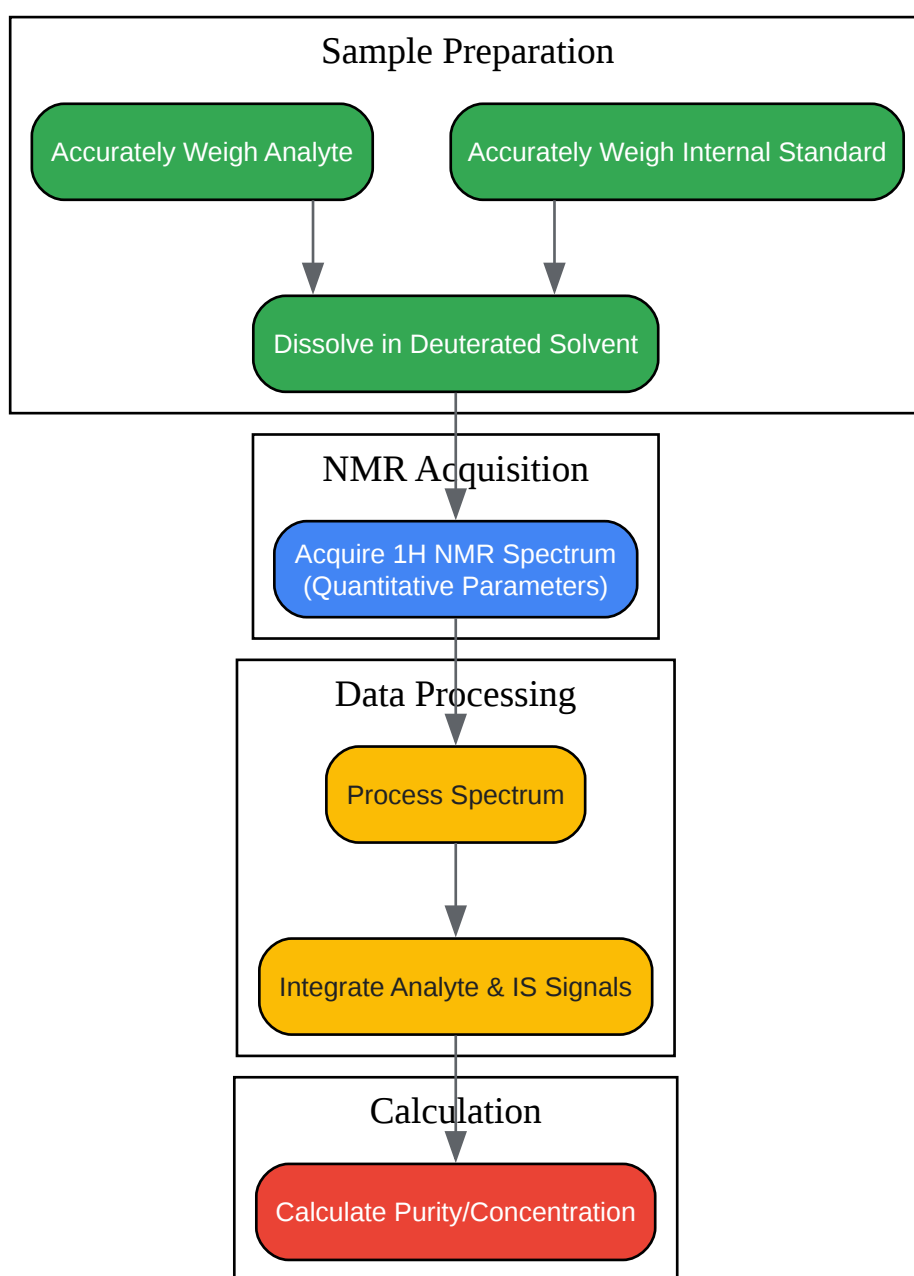 Sample Preparation
Accurately Weigh Analyte
Accurately Weigh Internal Standard
Dissolve in Deuterated Solvent
NMR Acquisition
Acquire 1H NMR Spectrum
(Quantitative Parameters)
Data Processing
Process Spectrum
Integrate Analyte & IS Signals
Calculation
Calculate Purity/Concentration